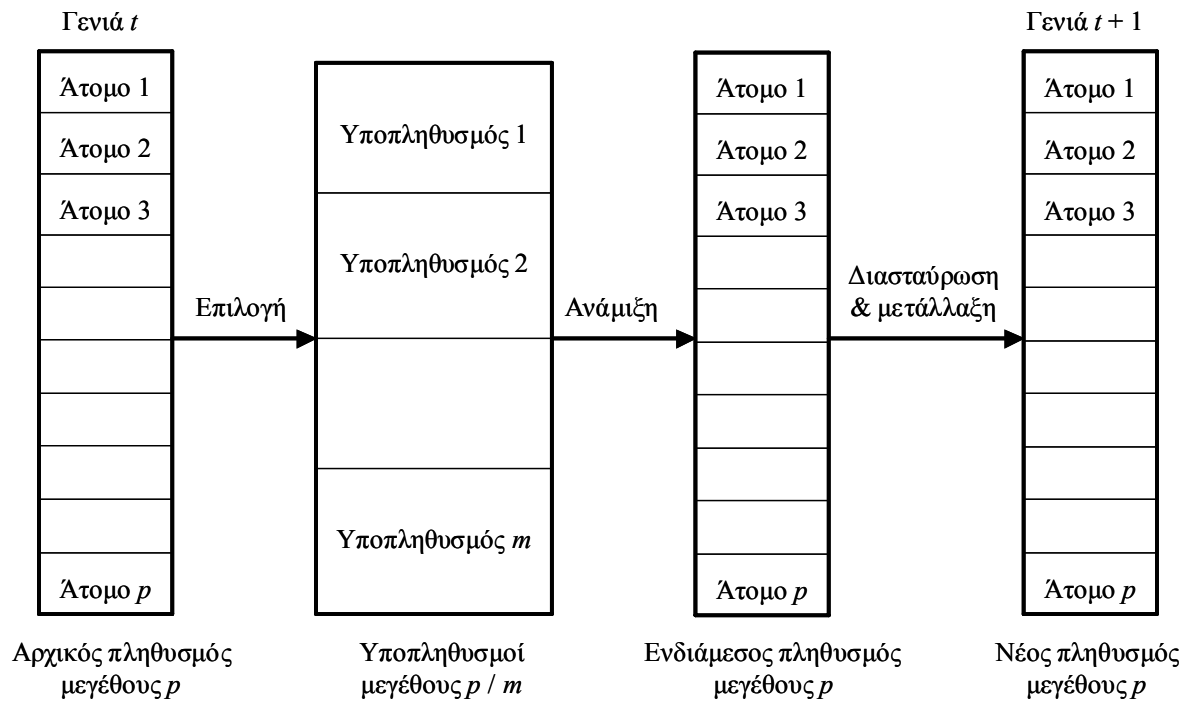 Γενιά t
Άτομο 1
Άτομο 2
Άτομο 3
Άτομο p
Αρχικός πληθυσμός
μεγέθους p
Επιλογή
Υποπληθυσμός 1
Υποπληθυσμός 2
Υποπληθυσμός m
Υποπληθυσμοί
μεγέθους p / m
Ανάμιξη
Άτομο 1
Άτομο 2
Άτομο 3
Άτομο p
Ενδιάμεσος πληθυσμός
μεγέθους p
Διασταύρωση
& μετάλλαξη
Γενιά t + 1
Άτομο 1
Άτομο 2
Άτομο 3
Άτομο p
Νέος πληθυσμός
μεγέθους p